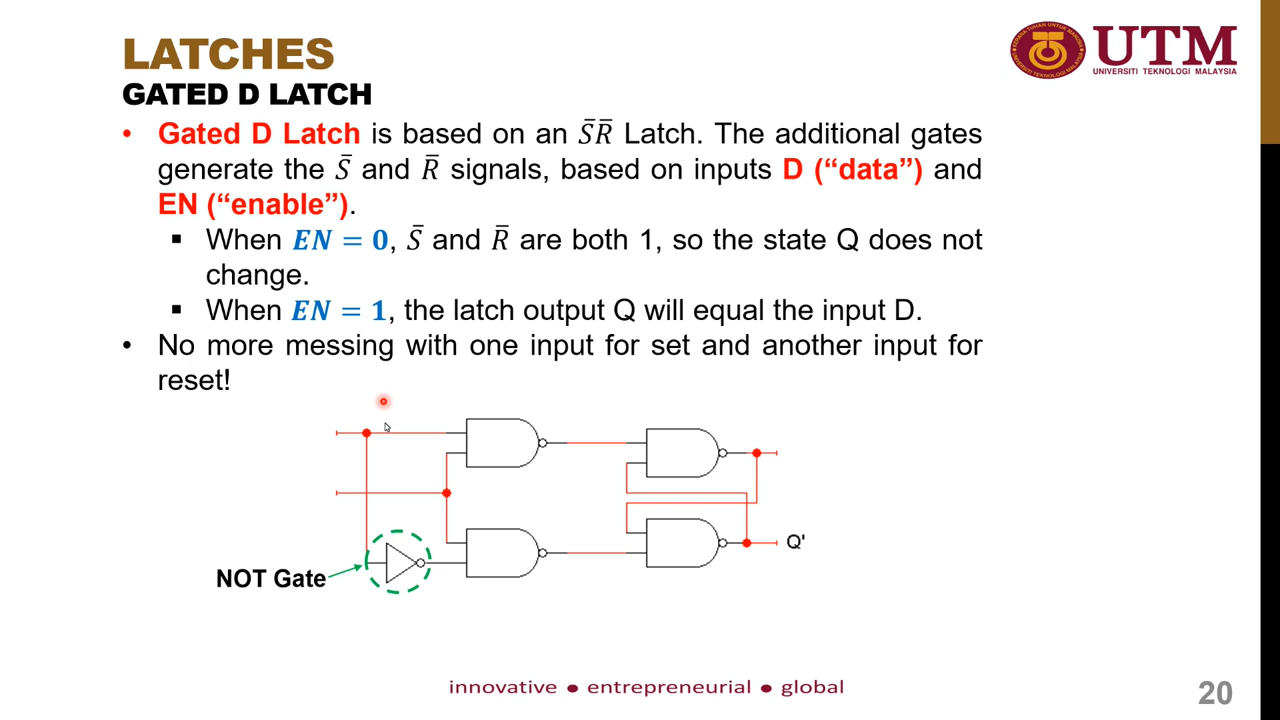 LATCHES
UTM
UNIVERSITI TEKNOLOGI MALAYSIA
GATED D LATCH
• Gated D Latch is based on an S̄R̄ Latch. The additional gates
generate the S̄ and R̄ signals, based on inputs D (“data”) and
EN (“enable”).
▪ When EN = 0, S̄ and R̄ are both 1, so the state Q does not
change.
▪ When EN = 1, the latch output Q will equal the input D.
• No more messing with one input for set and another input for
reset!
Q'
NOT Gate
innovative ● entrepreneurial ● global
20